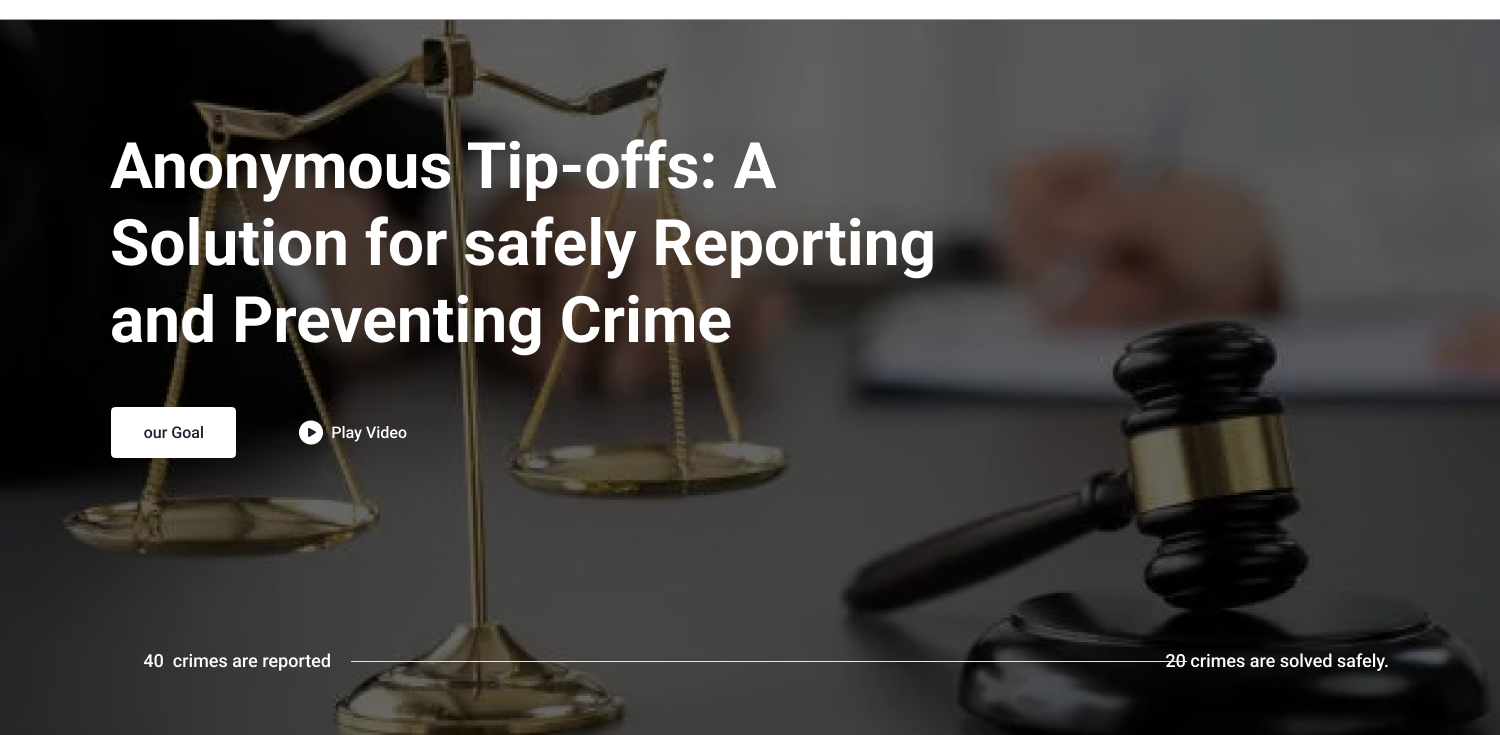 Anonymous Tip-offs: A
Solution for safely Reporting
and Preventing Crime
our Goal
Play Video
40 crimes are reported
20 crimes are solved safely.